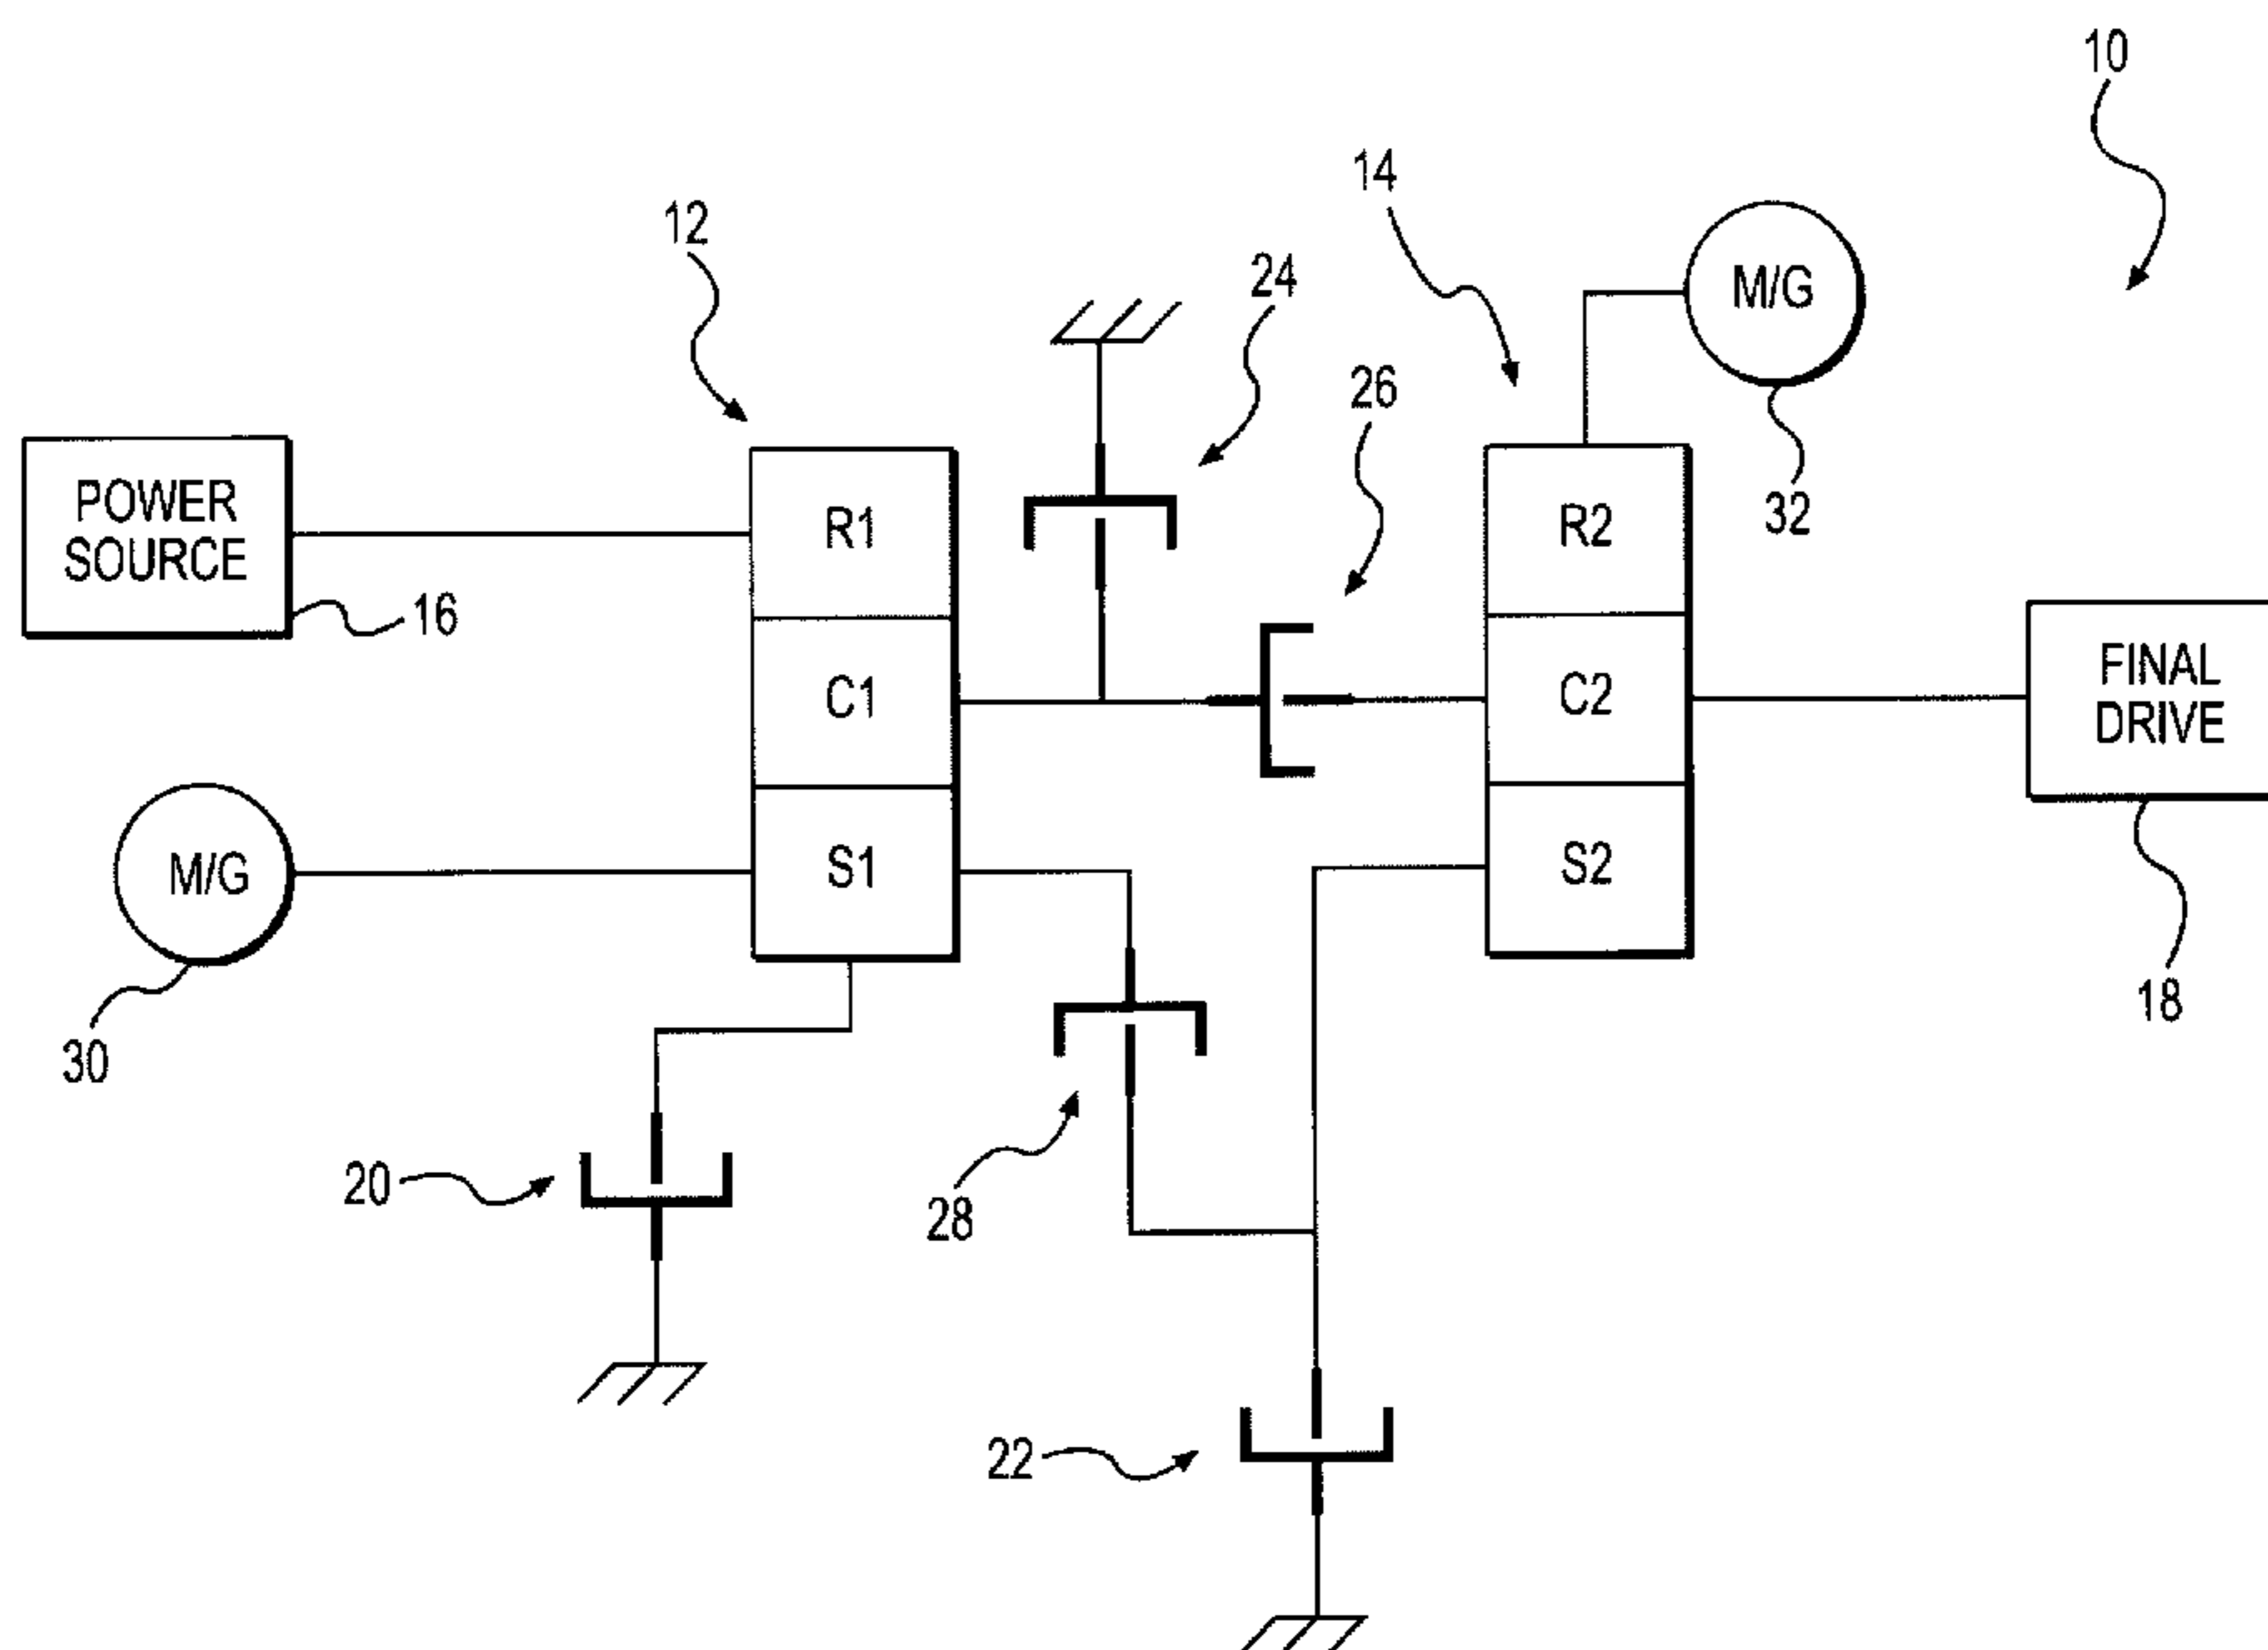 10
14
12
M/G
24
26
POWER
SOURCE
R1
R2
32
16
C1
C2
FINAL
DRIVE
M/G
S1
S2
18
30
20
28
22